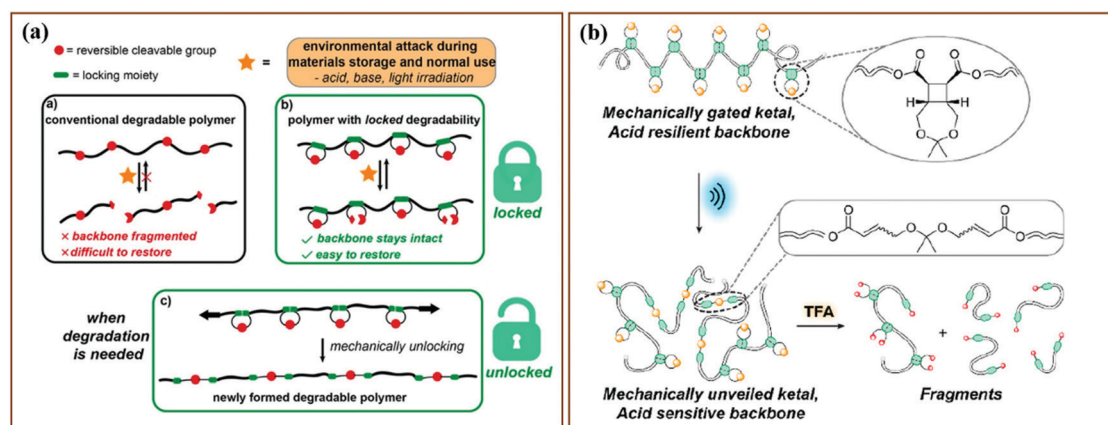 (a)
= reversible cleavable group
= locking moiety
=
environmental attack during
materials storage and normal use
- acid, base, light irradiation
a)
conventional degradable polymer
× backbone fragmented
× difficult to restore
b)
polymer with locked degradability
✓ backbone stays intact
✓ easy to restore
locked
when
degradation
is needed
c)
mechanically unlocking
newly formed degradable polymer
unlocked
(b)
Mechanically gated ketal,
Acid resilient backbone
O O
O O
H H
O O
O O
O O
O O
Mechanically unveiled ketal,
Acid sensitive backbone
TFA
+
Fragments